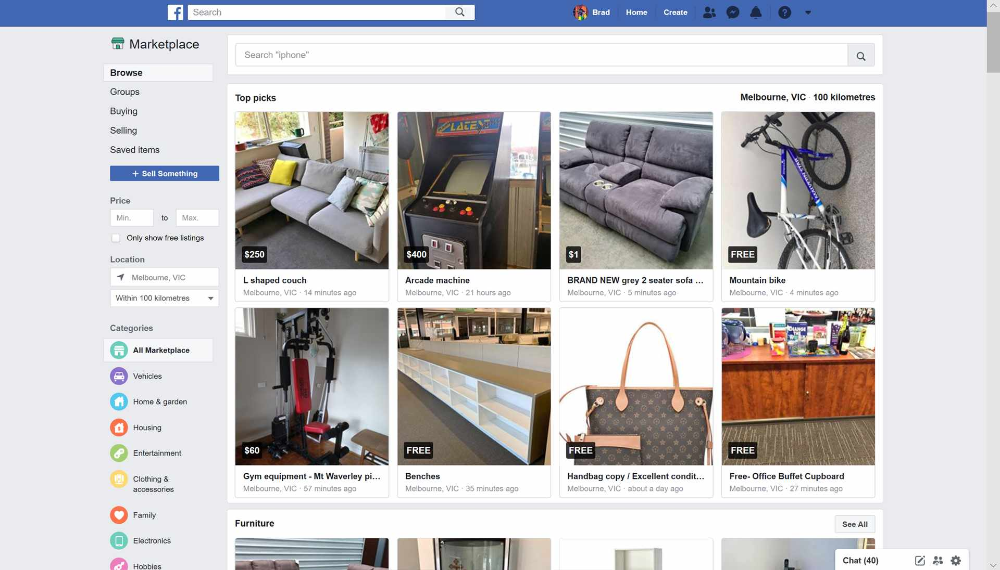 Search
Brad
Home
Create
Marketplace
Search "iphone"
Browse
Groups
Buying
Selling
Saved items
+ Sell Something
Price
Min.
to
Max.
Only show free listings
Location
Melbourne, VIC
Within 100 kilometres
Categories
All Marketplace
Vehicles
Home & garden
Housing
Entertainment
Clothing &
accessories
Family
Electronics
Hobbies
Top picks
Melbourne, VIC · 100 kilometres
$250
L shaped couch
Melbourne, VIC · 14 minutes ago
LATEST
$400
Arcade machine
Melbourne, VIC · 21 hours ago
$1
BRAND NEW grey 2 seater sofa ...
Melbourne, VIC · 5 minutes ago
MALVERN STAR
FREE
Mountain bike
Melbourne, VIC · 4 minutes ago
$60
Gym equipment - Mt Waverley pi...
Melbourne, VIC · 57 minutes ago
FREE
Benches
Melbourne, VIC · 35 minutes ago
FREE
Handbag copy / Excellent condit...
Melbourne, VIC · about a day ago
CHANGE
THE
FREE
Free- Office Buffet Cupboard
Melbourne, VIC · 27 minutes ago
Furniture
See All
Chat (40)